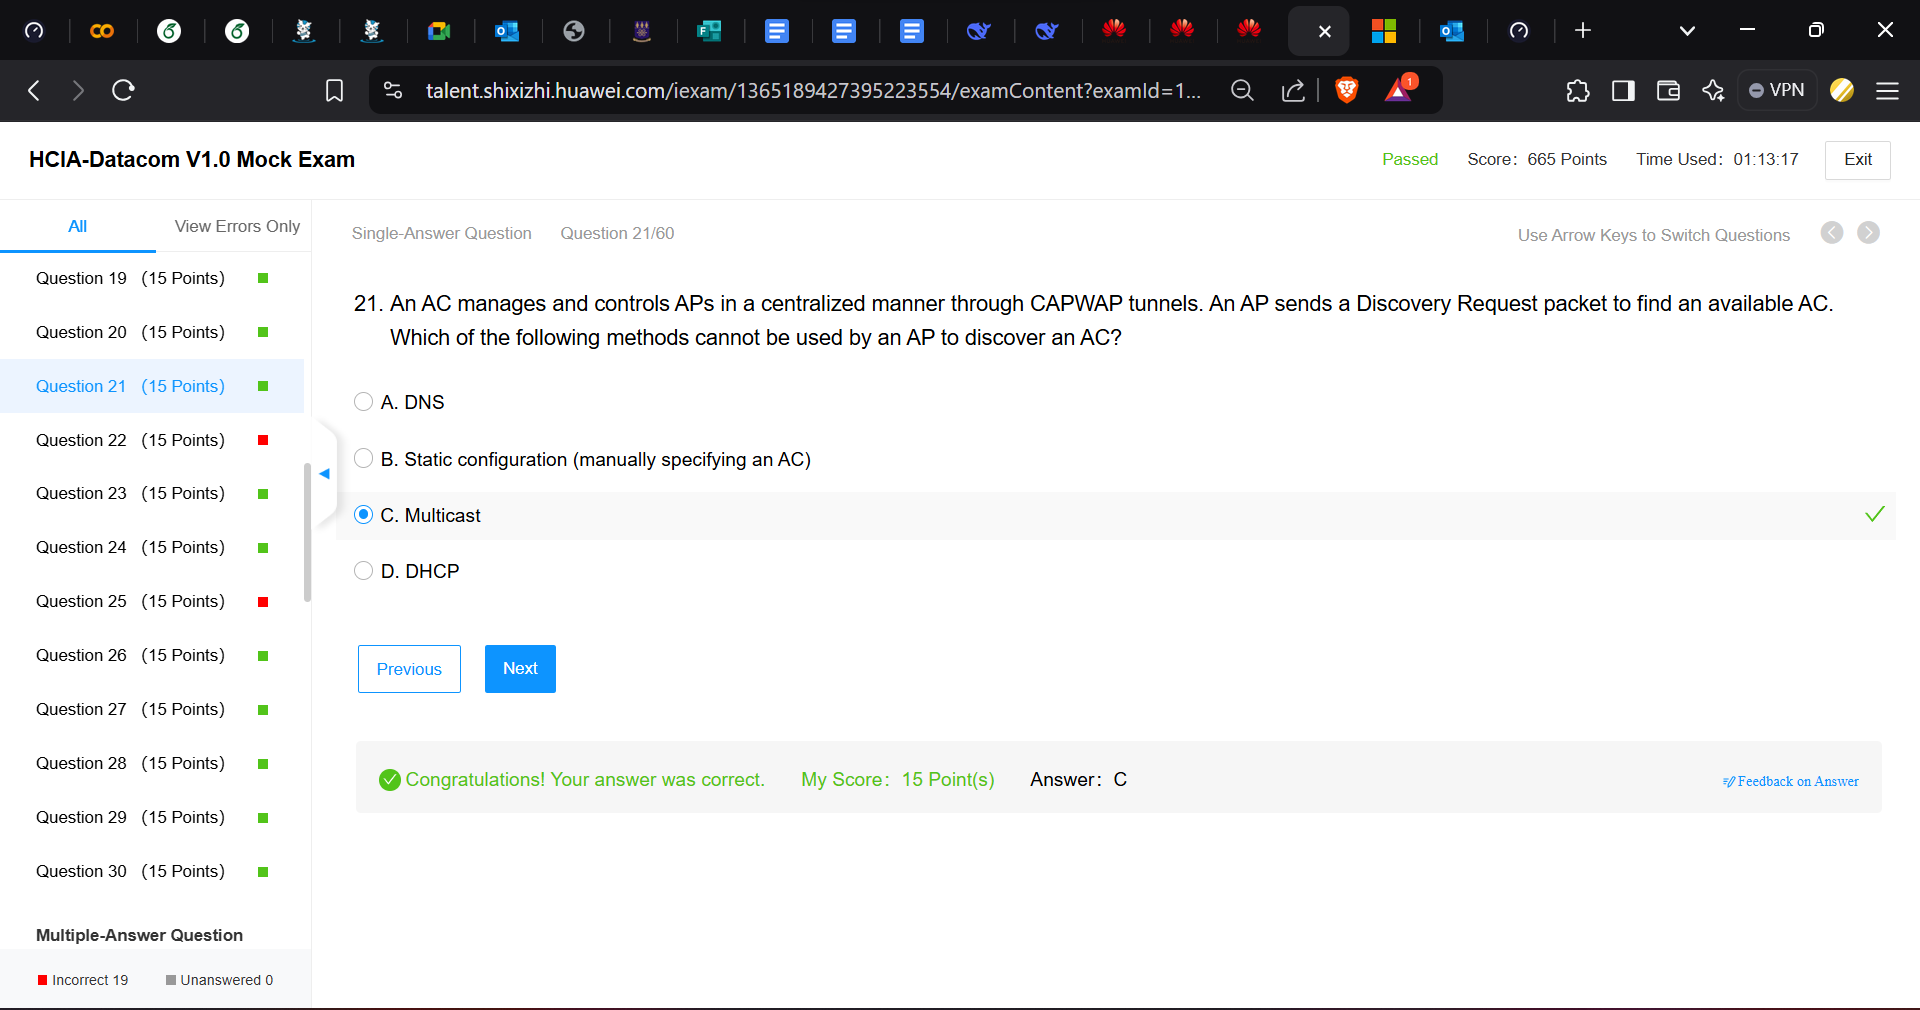 talent.shixizhi.huawei.com/iexam/1365189427395223554/examContent?examId=1...
1
VPN
HCIA-Datacom V1.0 Mock Exam
Passed
Score: 665 Points
Time Used: 01:13:17
Exit
All
View Errors Only
Single-Answer Question
Question 21/60
Use Arrow Keys to Switch Questions
Question 19 (15 Points)
Question 20 (15 Points)
Question 21 (15 Points)
Question 22 (15 Points)
Question 23 (15 Points)
Question 24 (15 Points)
Question 25 (15 Points)
Question 26 (15 Points)
Question 27 (15 Points)
Question 28 (15 Points)
Question 29 (15 Points)
Question 30 (15 Points)
Multiple-Answer Question
Incorrect 19
Unanswered 0
21. An AC manages and controls APs in a centralized manner through CAPWAP tunnels. An AP sends a Discovery Request packet to find an available AC.
Which of the following methods cannot be used by an AP to discover an AC?
A. DNS
B. Static configuration (manually specifying an AC)
C. Multicast
D. DHCP
Previous
Next
Congratulations! Your answer was correct.
My Score: 15 Point(s)
Answer: C
Feedback on Answer